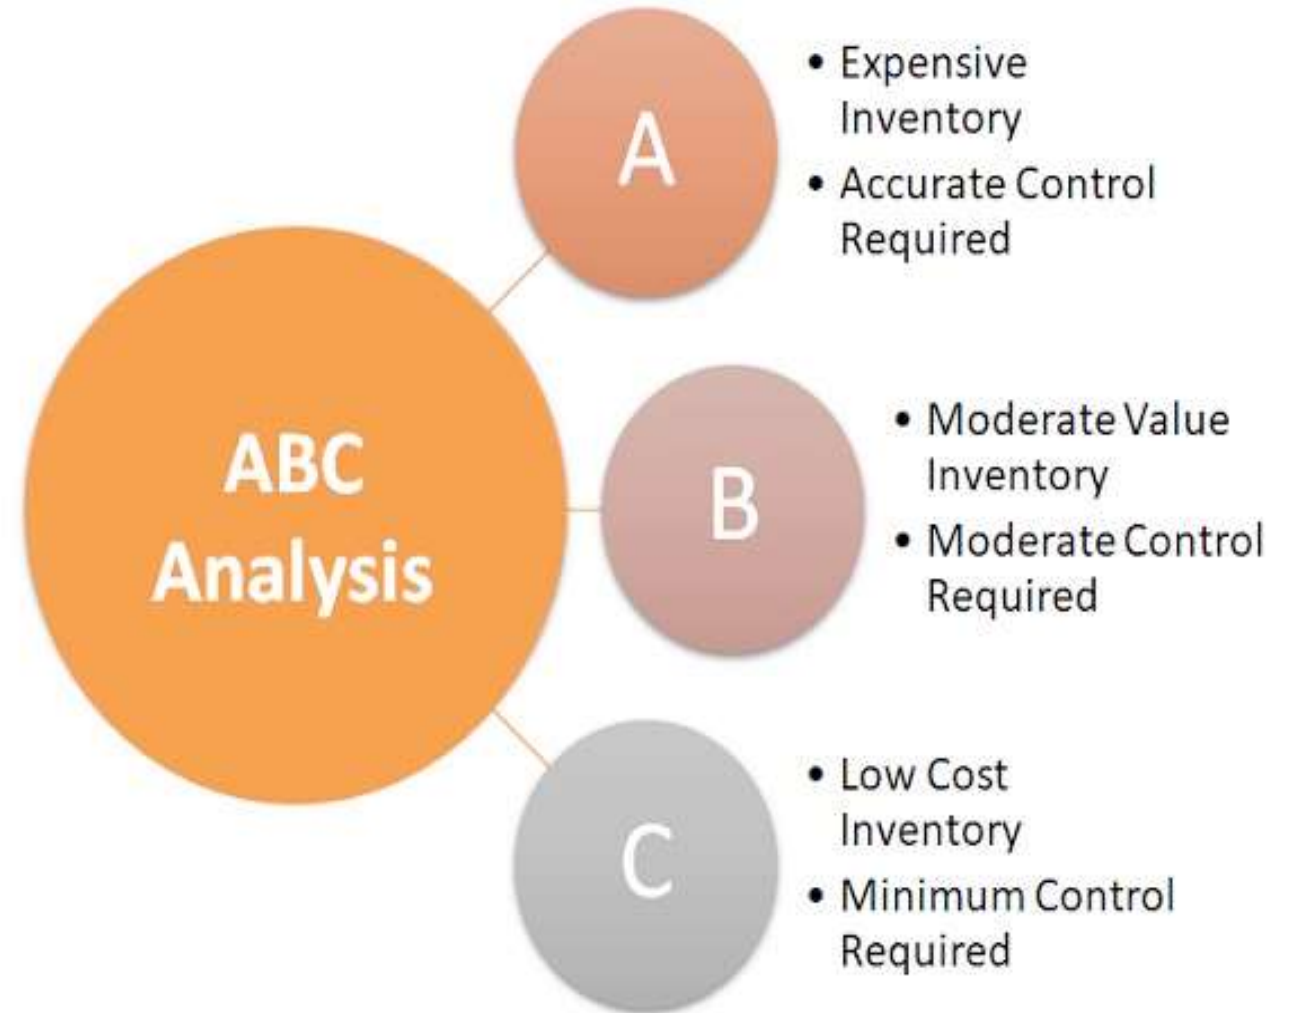 ABC
Analysis
A
• Expensive
Inventory
• Accurate Control
Required
B
• Moderate Value
Inventory
• Moderate Control
Required
C
• Low Cost
Inventory
• Minimum Control
Required